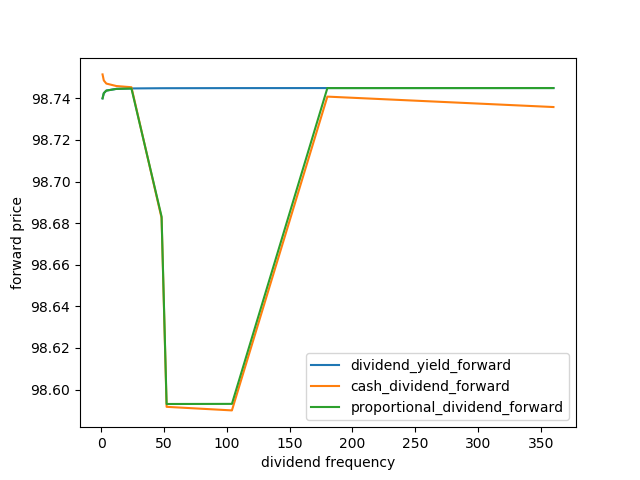 98.74
98.72
98.70
98.68
98.66
98.64
98.62
98.60
forward price
0 50 100 150 200 250 300 350
dividend frequency
dividend_yield_forward
cash_dividend_forward
proportional_dividend_forward